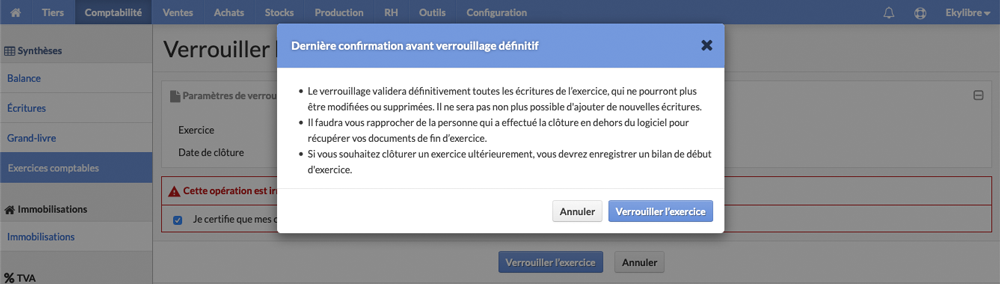 Tiers Comptabilité Ventes Achats Stocks Production RH Outils Configuration Ekylibre
Synthèses
Balance
Écritures
Grand-livre
Exercices comptables
Immobilisations
Immobilisations
TVA
Verrouiller
Paramètres de verrou
Exercice
Date de clôture
Cette opération est
Je certifie que mes
Verrouiller l'exercice Annuler
Dernière confirmation avant verrouillage définitif
Le verrouillage validera définitivement toutes les écritures de l'exercice, qui ne pourront plus
être modifiées ou supprimées. Il ne sera pas non plus possible d'ajouter de nouvelles écritures.
Il faudra vous rapprocher de la personne qui a effectué la clôture en dehors du logiciel pour
récupérer vos documents de fin d'exercice.
Si vous souhaitez clôturer un exercice ultérieurement, vous devrez enregistrer un bilan de début
d'exercice.
Annuler Verrouiller l'exercice